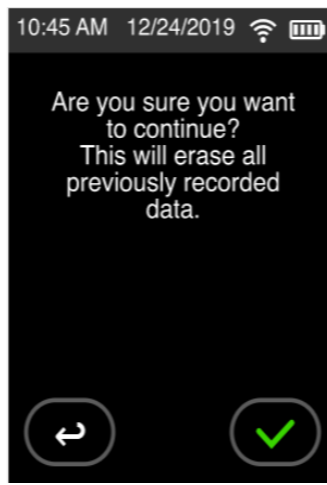 10:45 AM 12/24/2019
Are you sure you want
to continue?
This will erase all
previously recorded
data.